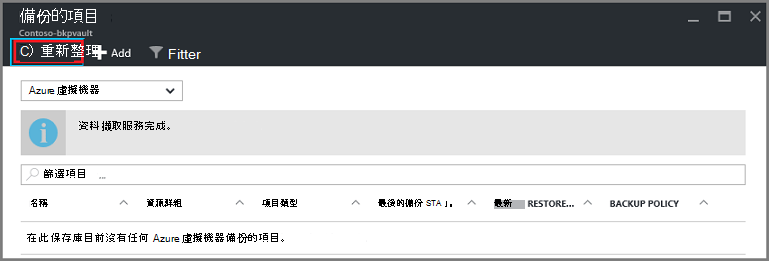 備份的項目
Contoso-bkpvault
C) 重新整理 Add Fitter
Azure 虛擬機器
資料擷取服務完成。
篩選項目 ...
名稱 資源群組 項目類型 最後的備份 STA 」。 最新 RESTORE... BACKUP POLICY
在此保存庫目前沒有任何 Azure 虛擬機器備份的項目。